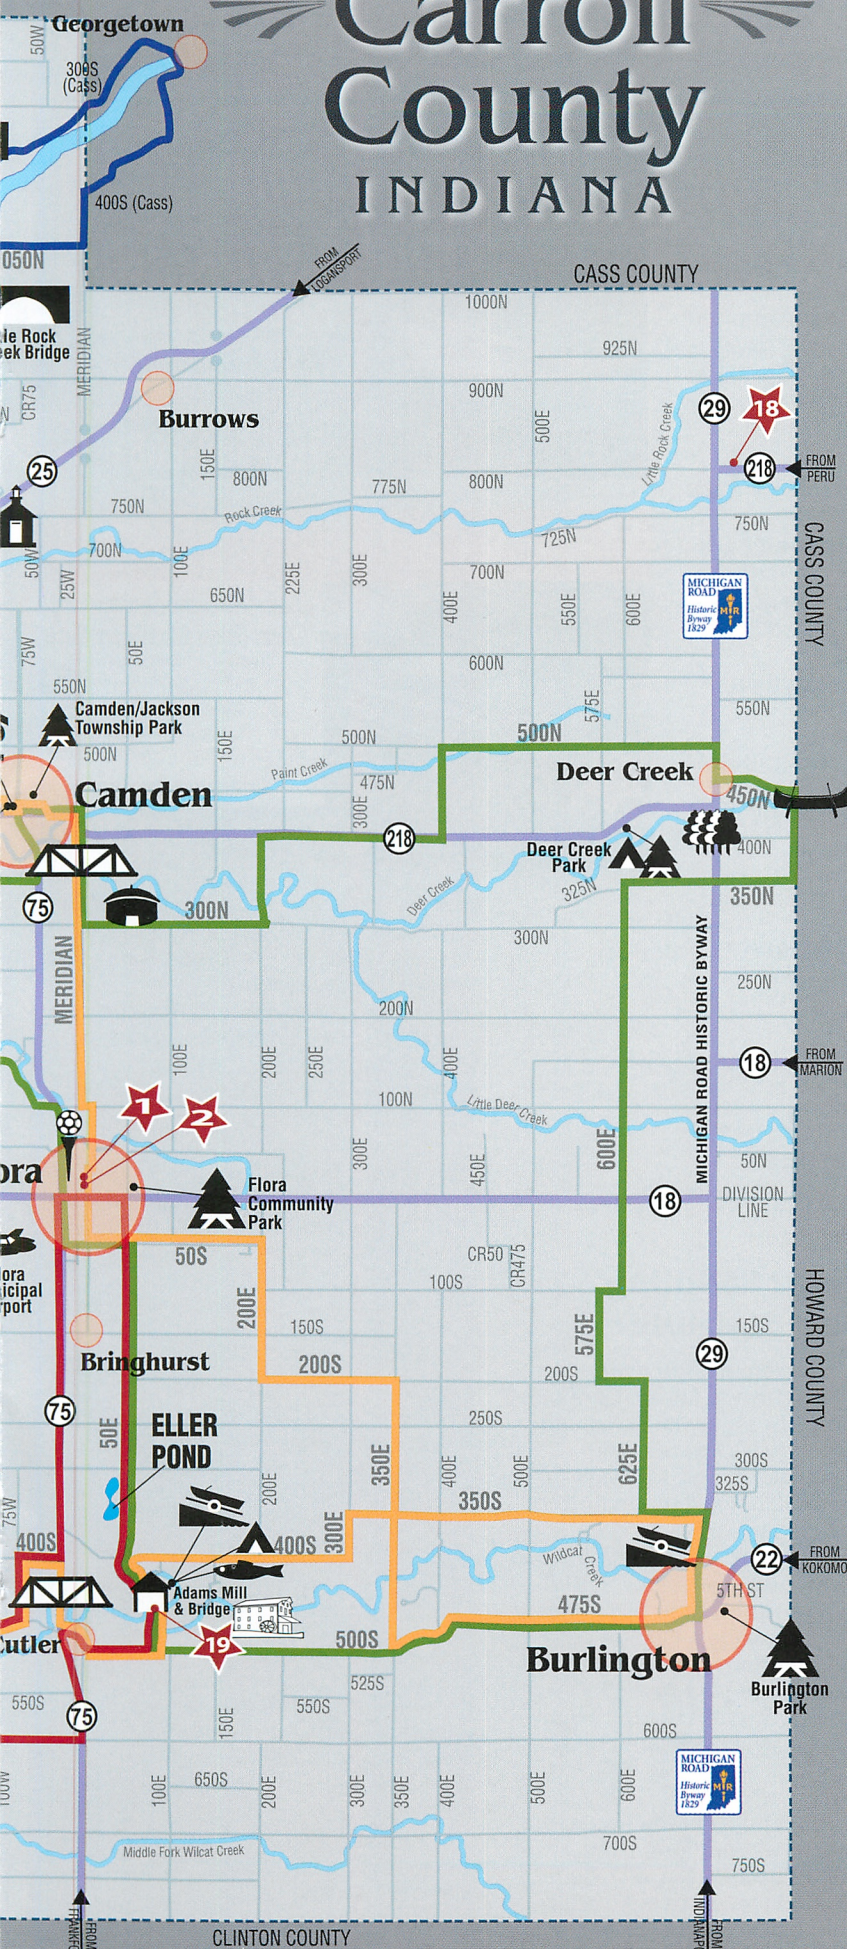 Carroll
County
INDIANA
Georgetown
50W
300S
(Cass)
400S (Cass)
050N
FROM
LOGANSPORT
CASS COUNTY
1000N
925N
MERIDIAN
CR75
Burrows
900N
500E
Little Rock Creek
29
18
218
FROM
PERU
25
150E
800N
775N
800N
750N
Rock Creek
725N
750N
CASS COUNTY
700N
50W
25W
100E
650N
225E
300E
400E
700N
550E
600E
MICHIGAN
ROAD
Historic
Byway
1829
75W
50E
600N
550N
575E
550N
Camden/Jackson
Township Park
500N
150E
500N
500N
Paint Creek
475N
300E
Deer Creek
450N
Camden
218
Deer Creek
Park
400N
75
300N
Deer Creek
325N
350N
300N
MERIDIAN
MICHIGAN ROAD HISTORIC BYWAY
250N
200N
100E
200E
250E
400E
18
FROM
MARION
1
2
100N
Little Deer Creek
300E
450E
600E
50N
Flora
Community
Park
18
DIVISION
LINE
50S
CR50
CR475
100S
200E
150S
575E
150S
HOWARD COUNTY
Bringhurst
200S
200S
29
75
50E
ELLER
POND
250S
350E
400E
500E
625E
300S
325S
75W
200E
350S
400S
400S
300E
Wildcat
Creek
22
FROM
KOKOMO
Adams Mill
& Bridge
475S
5TH ST
19
500S
Burlington
Burlington
Park
525S
550S
550S
75
150E
600S
MICHIGAN
ROAD
Historic
Byway
1829
100E
650S
200E
300E
350E
400E
500E
600E
Middle Fork Wilcat Creek
700S
750S
FROM
FROM
CLINTON COUNTY